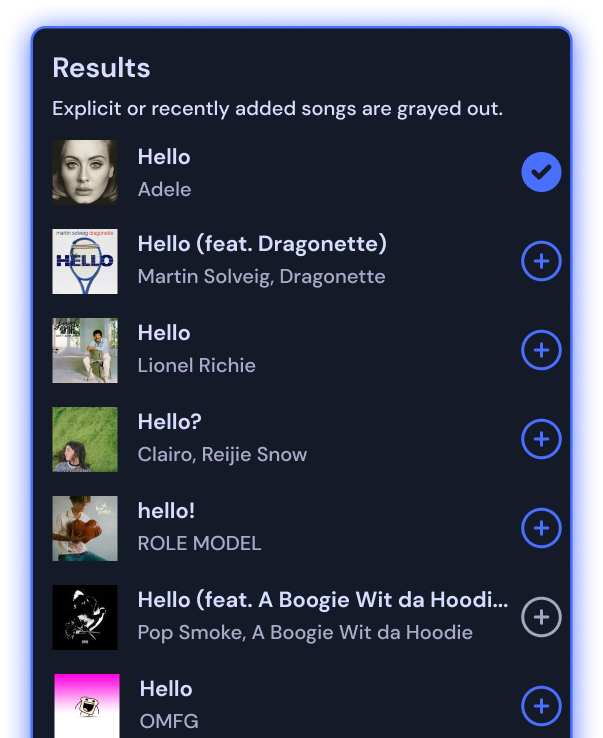 Results
Explicit or recently added songs are grayed out.
Hello
Adele
martin solveig dragonette
HELLO
Hello (feat. Dragonette)
Martin Solveig, Dragonette
Hello
Lionel Richie
Hello?
Clairo, Reijie Snow
hello!
ROLE MODEL
Hello (feat. A Boogie Wit da Hoodi...
Pop Smoke, A Boogie Wit da Hoodie
Hello
OMFG